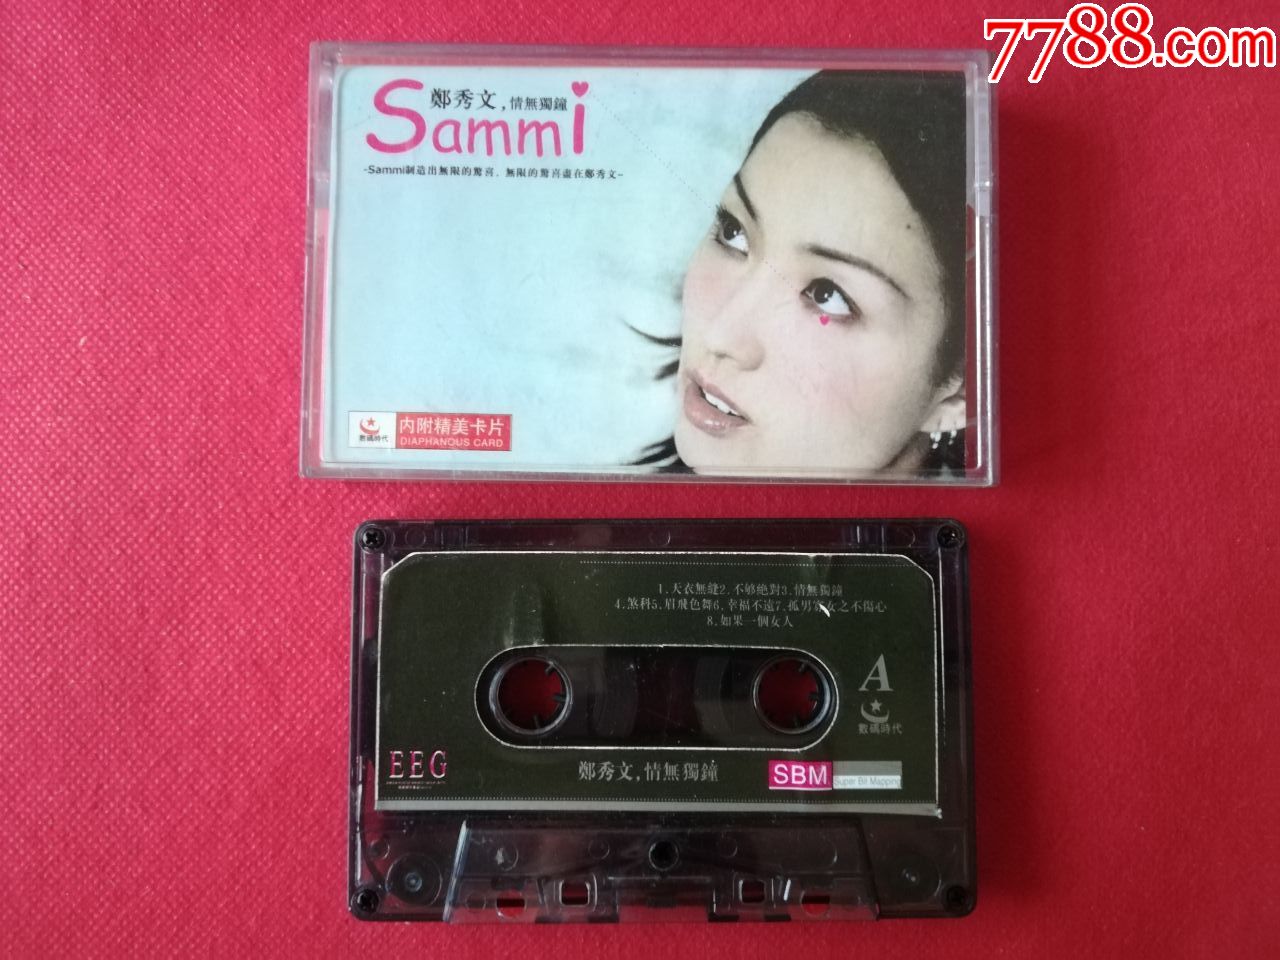 7788.com
鄭秀文,情無獨鐘
Sammi
-Sammi制造出無限的驚喜．無限的驚喜盡在鄭秀文-
數碼時代
内附精美卡片
DIAPHANOUS CARD
1.天衣無縫2.不够絶對3.情無獨鐘
4.煞科5.眉飛色舞6.幸福不遠7.孤男寡女之不傷心
8.如果一個女人
A
數碼時代
EEG
鄭秀文,情無獨鐘
SBM
Super Bit Mapping